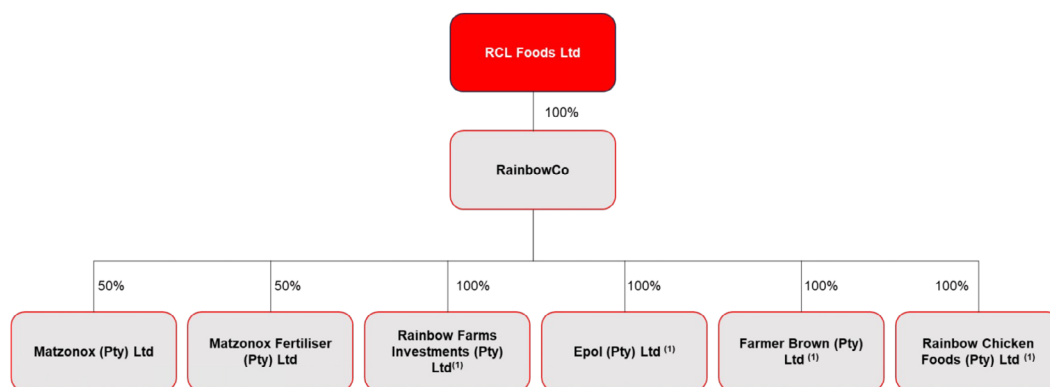 RCL Foods Ltd
100%
RainbowCo
50%
50%
100%
100%
100%
100%
Matzonox (Pty) Ltd
Matzonox Fertiliser
(Pty) Ltd
Rainbow Farms
Investments (Pty)
Ltd(1)
Epol (Pty) Ltd (1)
Farmer Brown (Pty)
Ltd (1)
Rainbow Chicken
Foods (Pty) Ltd (1)